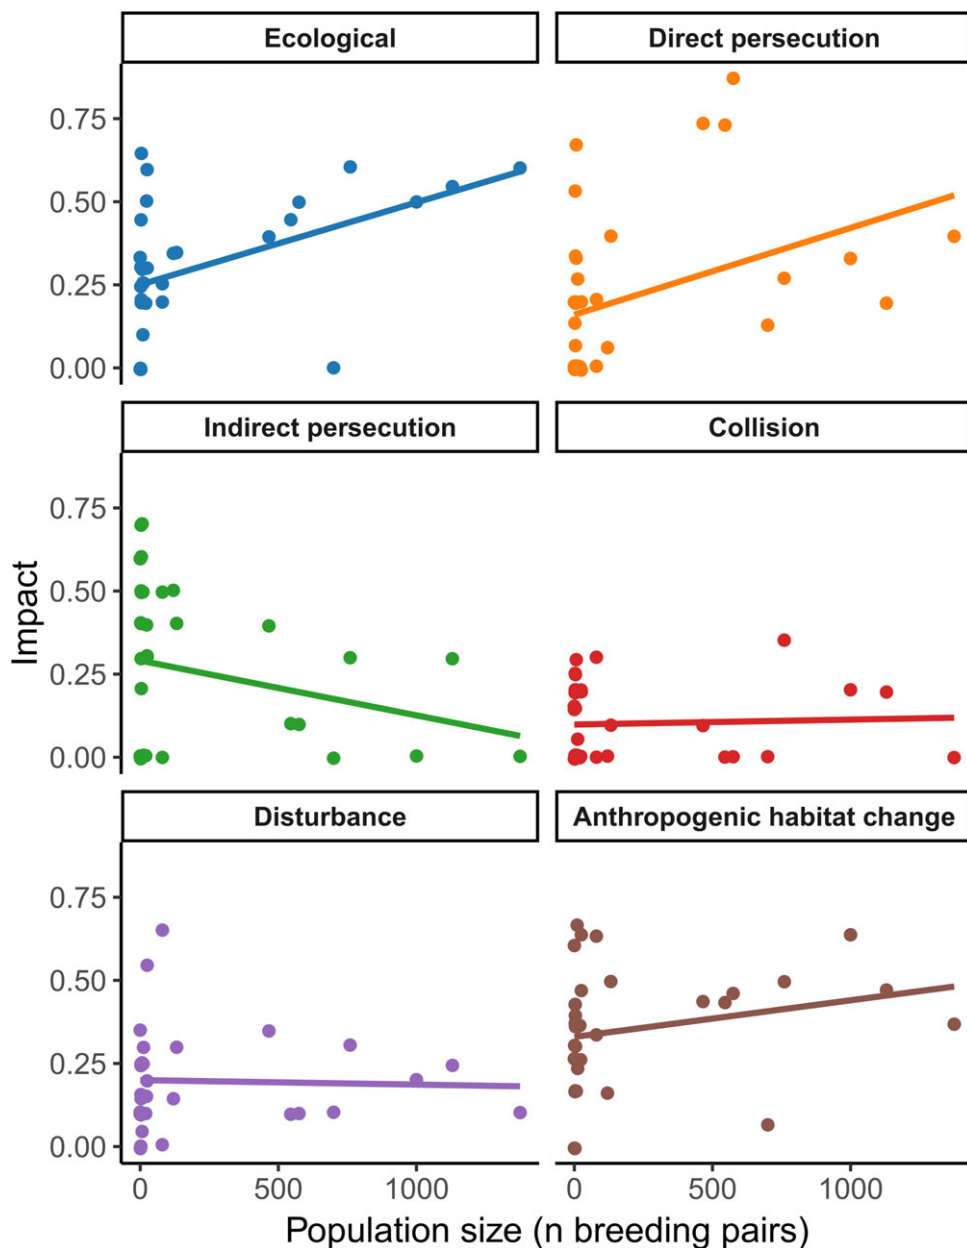 Ecological
Direct persecution
0.75
0.50
0.25
0.00
Indirect persecution
Collision
0.75
0.50
0.25
0.00
Impact
Disturbance
Anthropogenic habitat change
0.75
0.50
0.25
0.00
0 500 1000
0 500 1000
Population size (n breeding pairs)